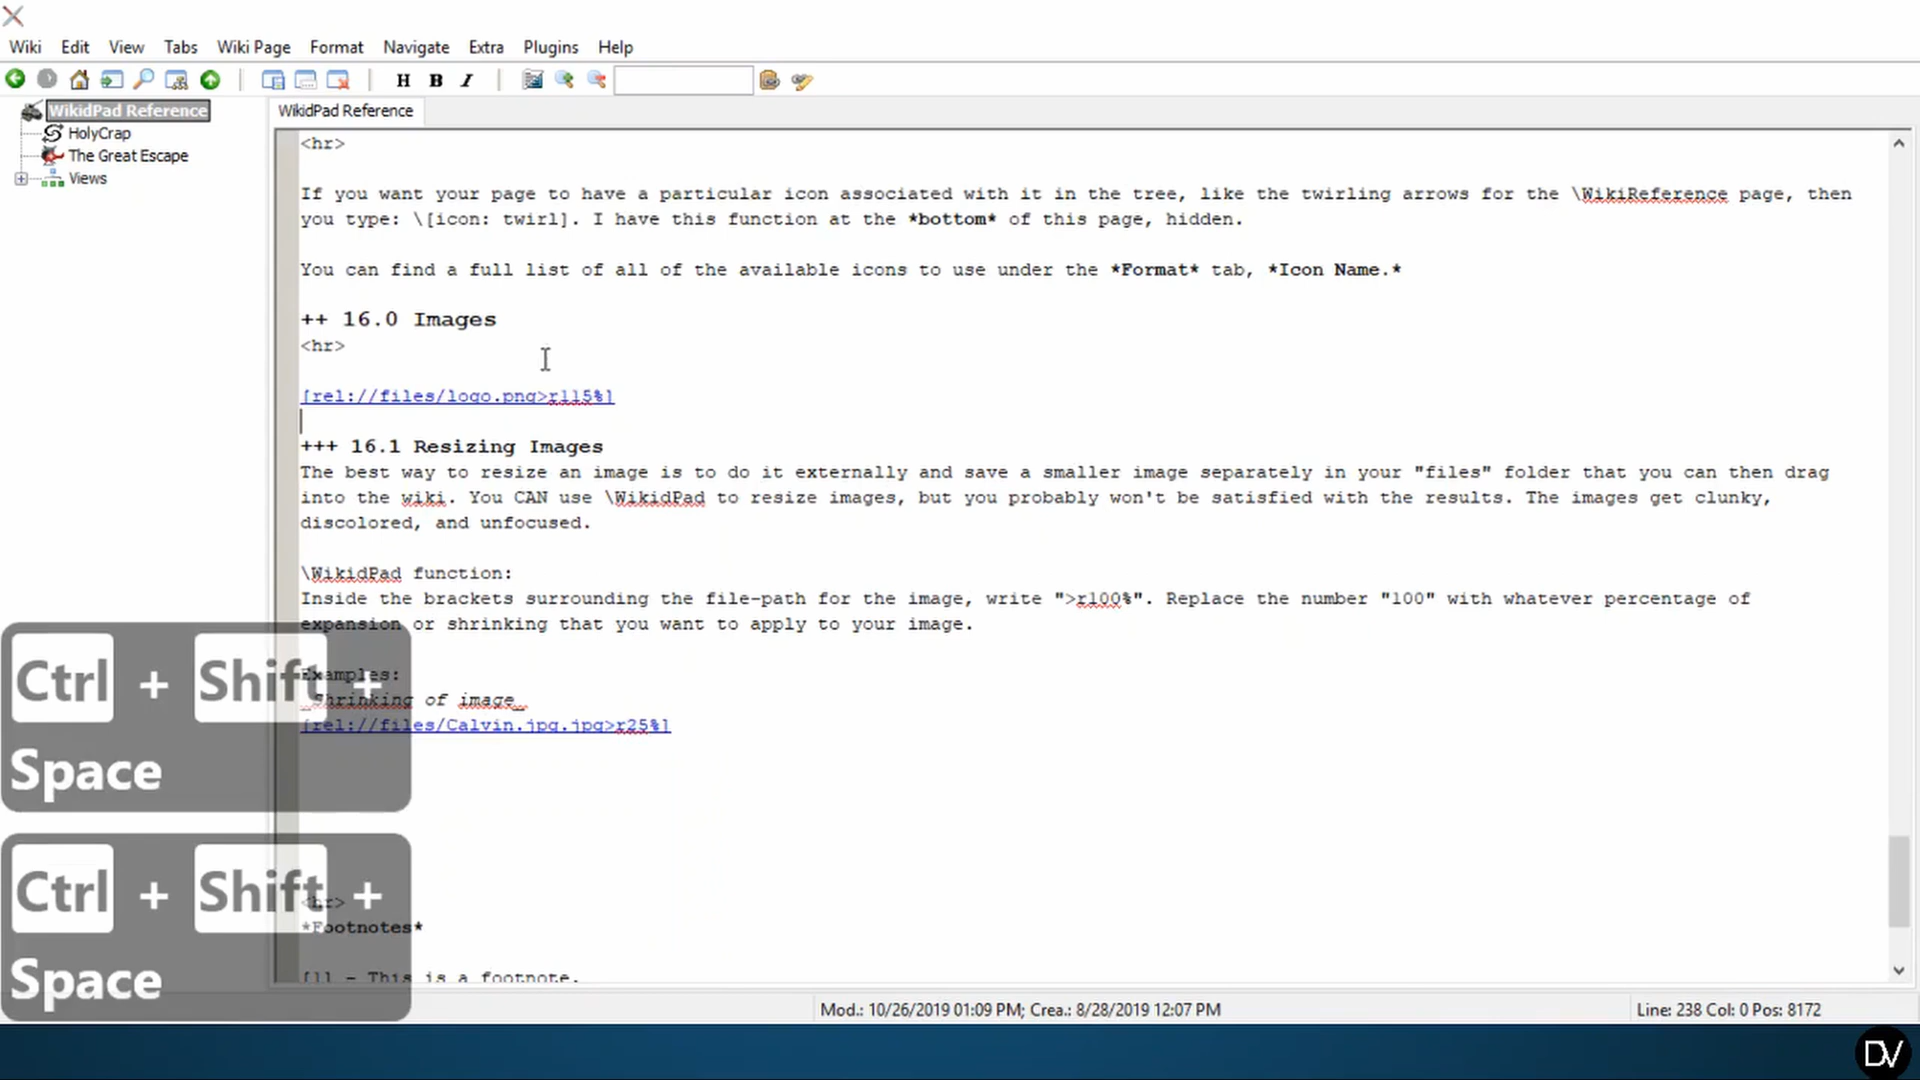 Wiki Edit View Tabs Wiki Page Format Navigate Extra Plugins Help
H B I
WikidPad Reference
HolyCrap
The Great Escape
Views
WikidPad Reference
<hr>
If you want your page to have a particular icon associated with it in the tree, like the twirling arrows for the \WikiReference page, then
you type: \[icon: twirl]. I have this function at the *bottom* of this page, hidden.
You can find a full list of all of the available icons to use under the *Format* tab, *Icon Name.*
++ 16.0 Images
<hr>
[rel://files/logo.png>r115%]
+++ 16.1 Resizing Images
The best way to resize an image is to do it externally and save a smaller image separately in your "files" folder that you can then drag
into the wiki. You CAN use \WikidPad to resize images, but you probably won't be satisfied with the results. The images get clunky,
discolored, and unfocused.
\WikidPad function:
Inside the brackets surrounding the file-path for the image, write ">r100%". Replace the number "100" with whatever percentage of
expansion or shrinking that you want to apply to your image.
Examples:
_Shrinking of image_
[rel://files/Calvin.jpg.jpg>r25%]
<hr>
*Footnotes*
[1] - This is a footnote.
Ctrl + Shift +
Space
Ctrl + Shift +
Space
Mod.: 10/26/2019 01:09 PM; Crea.: 8/28/2019 12:07 PM
Line: 238 Col: 0 Pos: 8172
DV